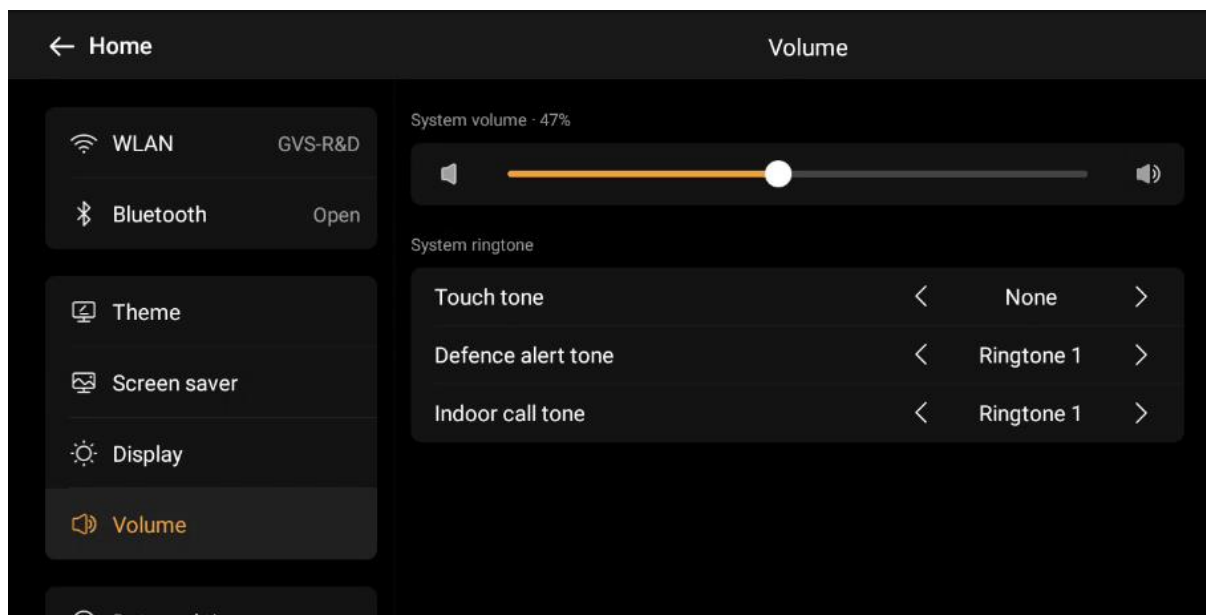 Home
Volume
WLAN GVS-R&D
Bluetooth Open
Theme
Screen saver
Display
Volume
System volume · 47%
System ringtone
Touch tone None
Defence alert tone Ringtone 1
Indoor call tone Ringtone 1